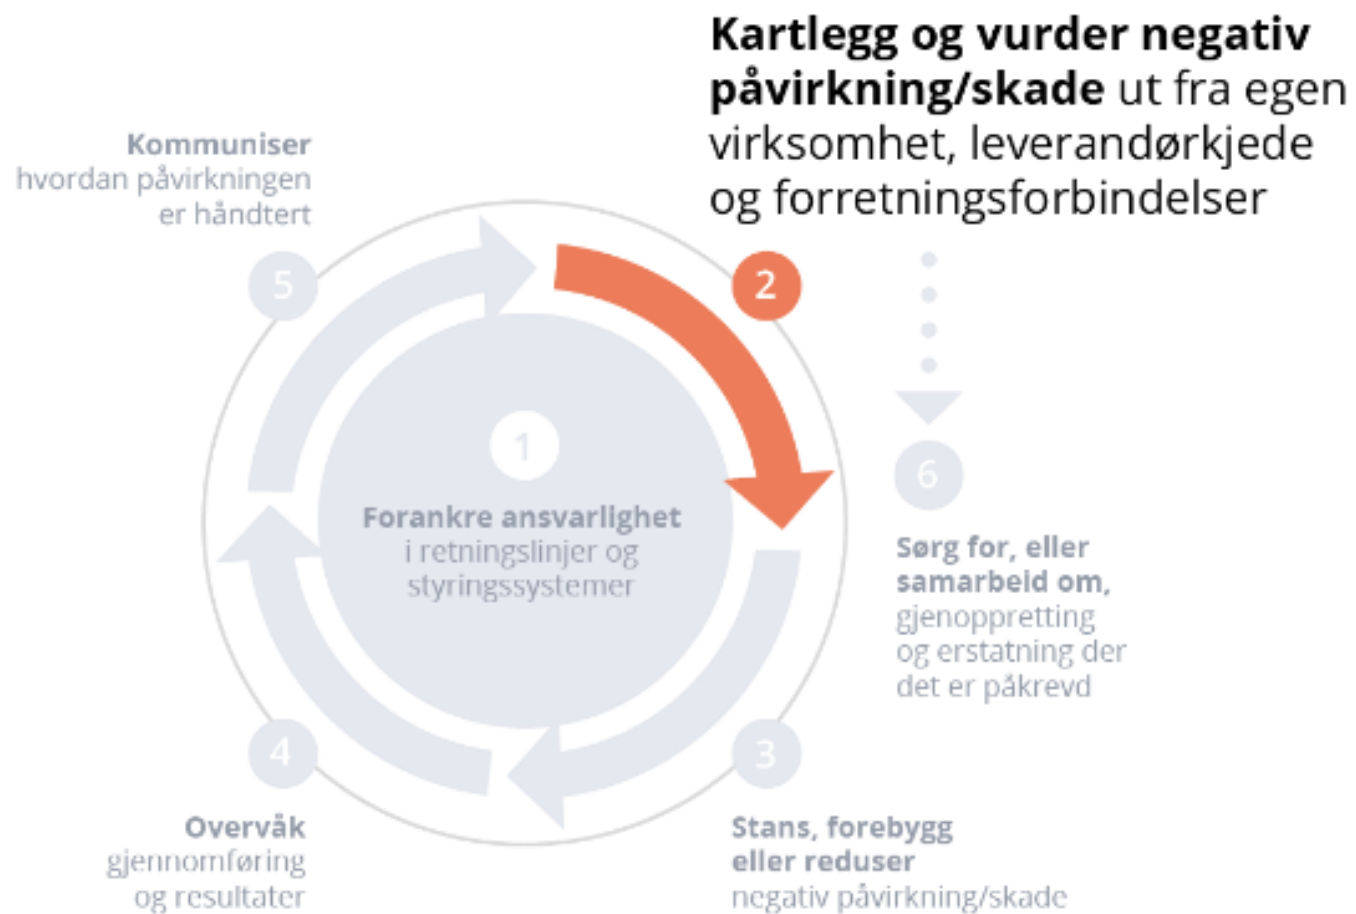 Kartlegg og vurder negativ
påvirkning/skade ut fra egen
virksomhet, leverandørkjede
og forretningsforbindelser
Kommuniser
hvordan påvirkningen
er håndtert
5
2
1
Forankre ansvarlighet
i retningslinjer og
styringssystemer
6
Sørg for, eller
samarbeid om,
gjenoppretting
og erstatning der
det er påkrevd
4
3
Overvåk
gjennomføring
og resultater
Stans, forebygg
eller reduser
negativ påvirkning/skade